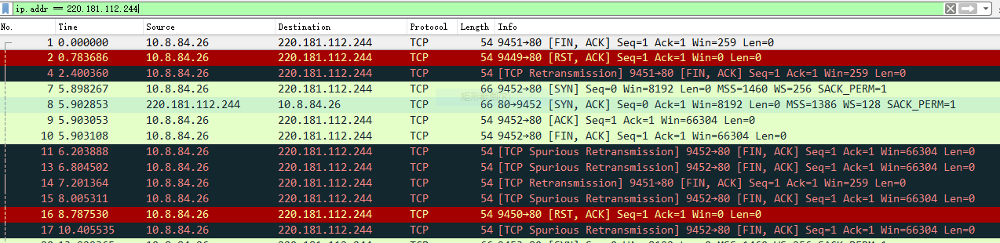 ip.addr == 220.181.112.244
No. Time Source Destination Protocol Length Info
1 0.000000 10.8.84.26 220.181.112.244 TCP 54 9451→80 [FIN, ACK] Seq=1 Ack=1 Win=259 Len=0
2 0.783686 10.8.84.26 220.181.112.244 TCP 54 9449→80 [RST, ACK] Seq=1 Ack=1 Win=0 Len=0
4 2.400360 10.8.84.26 220.181.112.244 TCP 54 [TCP Retransmission] 9451→80 [FIN, ACK] Seq=1 Ack=1 Win=259 Len=0
7 5.898267 10.8.84.26 220.181.112.244 TCP 66 9452→80 [SYN] Seq=0 Win=8192 Len=0 MSS=1460 WS=256 SACK_PERM=1
8 5.902853 220.181.112.244 10.8.84.26 TCP 66 80→9452 [SYN, ACK] Seq=0 Ack=1 Win=8192 Len=0 MSS=1386 WS=128 SACK_PERM=1
9 5.903053 10.8.84.26 220.181.112.244 TCP 54 9452→80 [ACK] Seq=1 Ack=1 Win=66304 Len=0
10 5.903108 10.8.84.26 220.181.112.244 TCP 54 9452→80 [FIN, ACK] Seq=1 Ack=1 Win=66304 Len=0
11 6.203888 10.8.84.26 220.181.112.244 TCP 54 [TCP Spurious Retransmission] 9452→80 [FIN, ACK] Seq=1 Ack=1 Win=66304 Len=0
13 6.804502 10.8.84.26 220.181.112.244 TCP 54 [TCP Spurious Retransmission] 9452→80 [FIN, ACK] Seq=1 Ack=1 Win=66304 Len=0
14 7.201364 10.8.84.26 220.181.112.244 TCP 54 [TCP Retransmission] 9451→80 [FIN, ACK] Seq=1 Ack=1 Win=259 Len=0
15 8.005311 10.8.84.26 220.181.112.244 TCP 54 [TCP Spurious Retransmission] 9452→80 [FIN, ACK] Seq=1 Ack=1 Win=66304 Len=0
16 8.787530 10.8.84.26 220.181.112.244 TCP 54 9450→80 [RST, ACK] Seq=1 Ack=1 Win=0 Len=0
17 10.405535 10.8.84.26 220.181.112.244 TCP 54 [TCP Spurious Retransmission] 9452→80 [FIN, ACK] Seq=1 Ack=1 Win=66304 Len=0